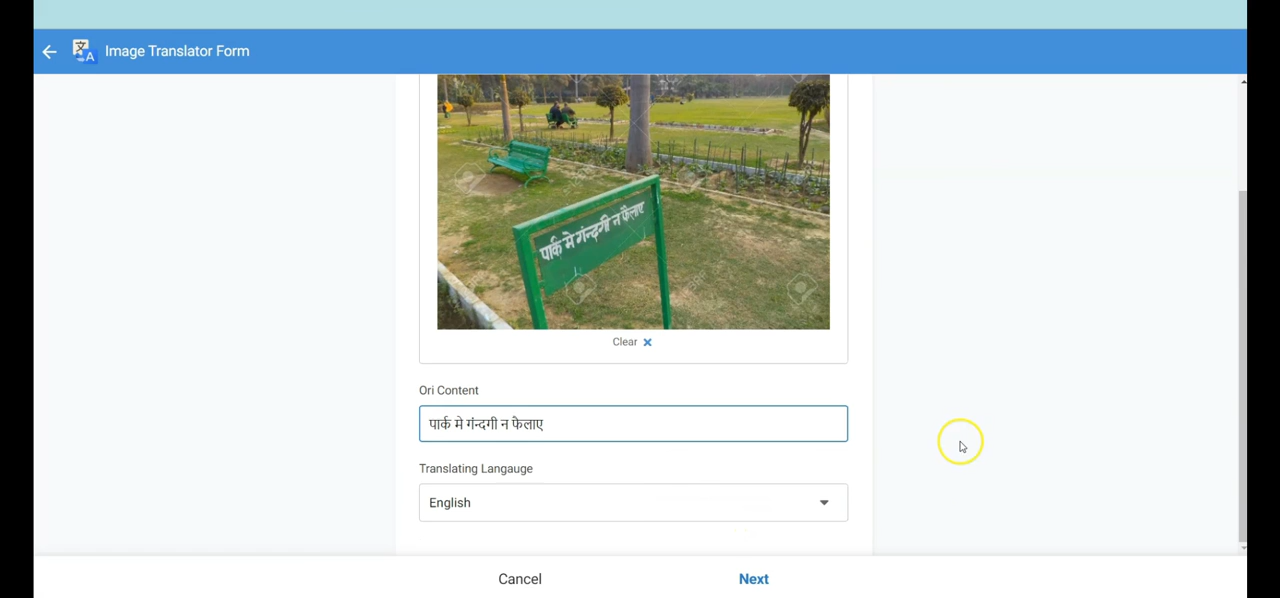 Image Translator Form
पार्क मे गंन्दगी न फैलाए
Clear
Ori Content
पार्क मे गंन्दगी न फैलाए
Translating Langauge
English
Cancel
Next